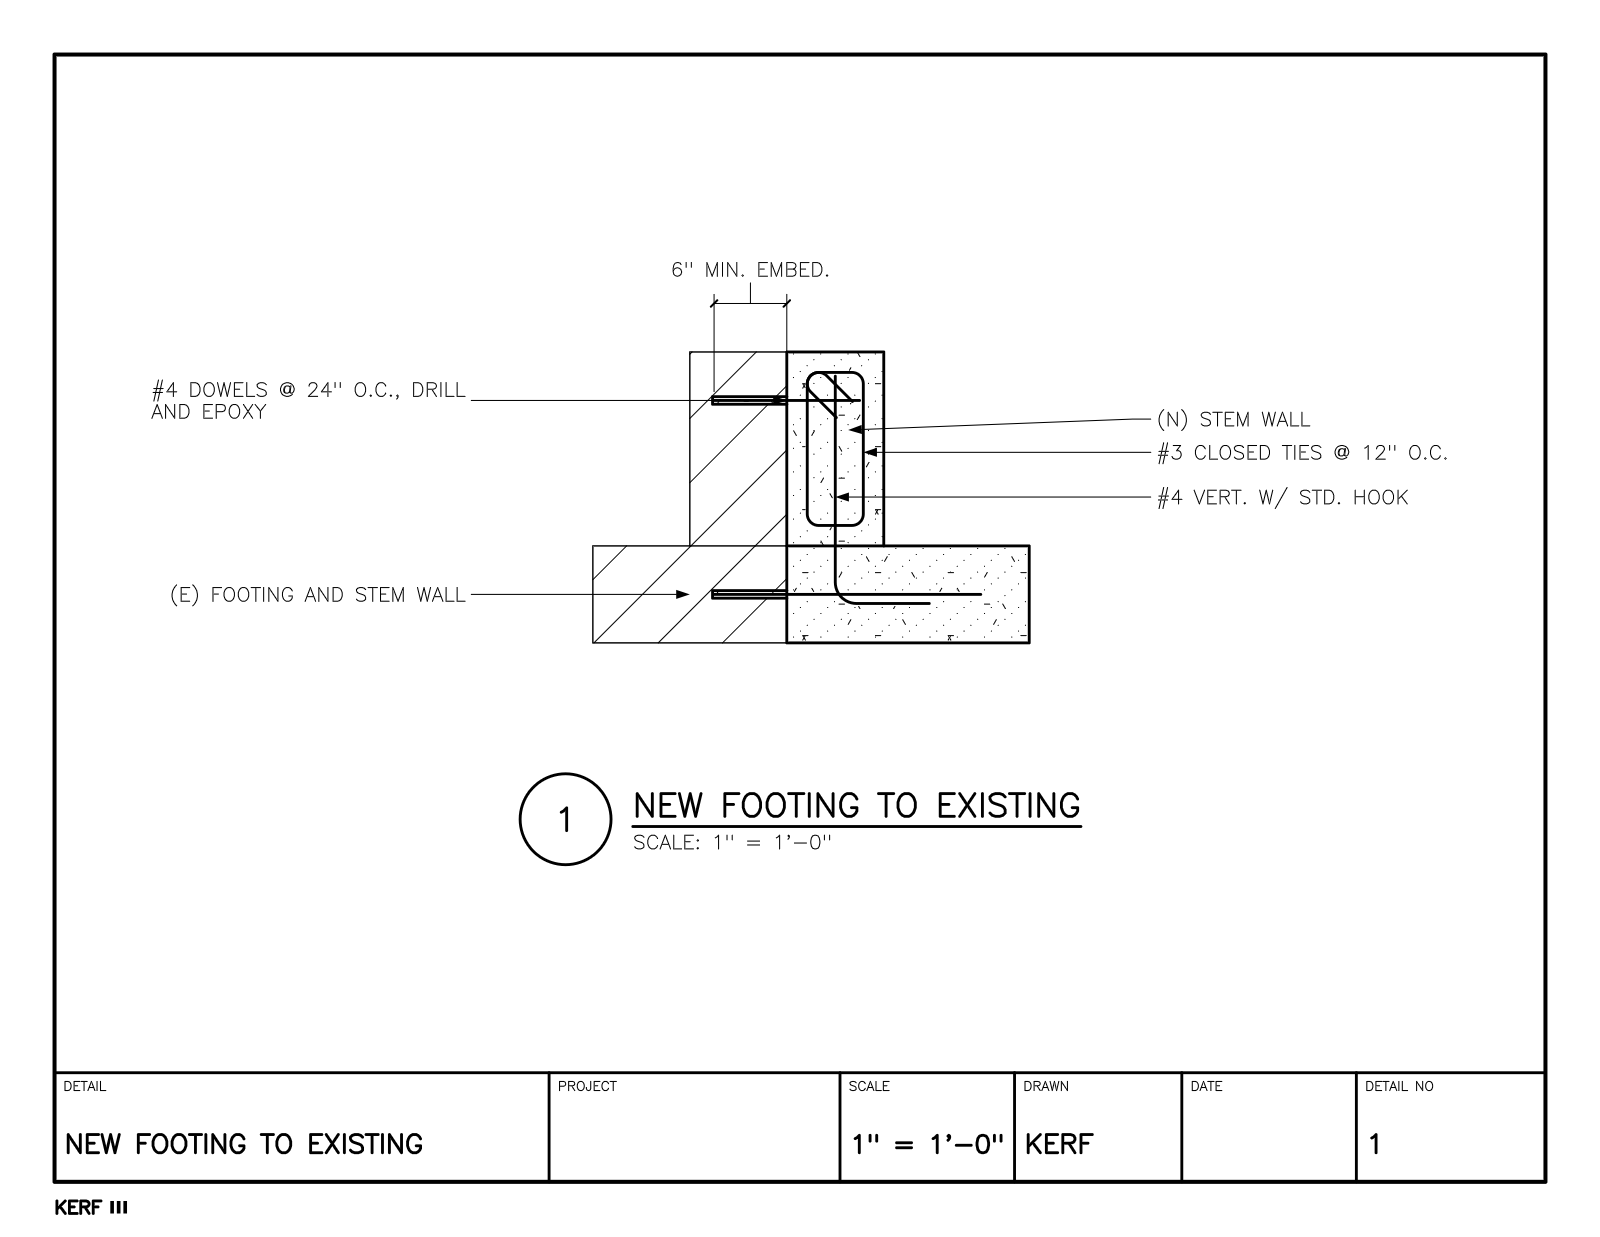 6" MIN. EMBED.
#4 DOWELS @ 24" O.C., DRILL
AND EPOXY
(N) STEM WALL
#3 CLOSED TIES @ 12" O.C.
#4 VERT. W/ STD. HOOK
(E) FOOTING AND STEM WALL
1
NEW FOOTING TO EXISTING
SCALE: 1" = 1'-0"
DETAIL
NEW FOOTING TO EXISTING
PROJECT
SCALE
1" = 1'-0"
DRAWN
KERF
DATE
DETAIL NO
1
KERF III